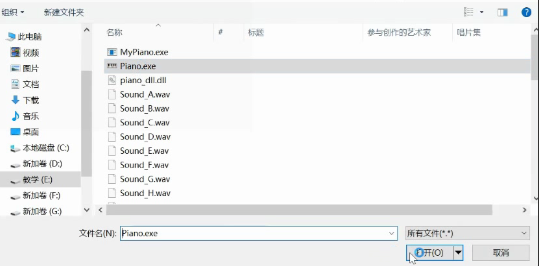 组织 新建文件夹
名称 # 标题 参与创作的艺术家 唱片集
此电脑
视频
图片
文档
下载
音乐
桌面
本地磁盘 (C:)
新加卷 (D:)
教学 (E:)
新加卷 (F:)
新加卷 (G:)
MyPiano.exe
Piano.exe
piano_dll.dll
Sound_A.wav
Sound_B.wav
Sound_C.wav
Sound_D.wav
Sound_E.wav
Sound_F.wav
Sound_G.wav
Sound_H.wav
文件名(N): Piano.exe 所有文件(*.*)
打开(O) 取消